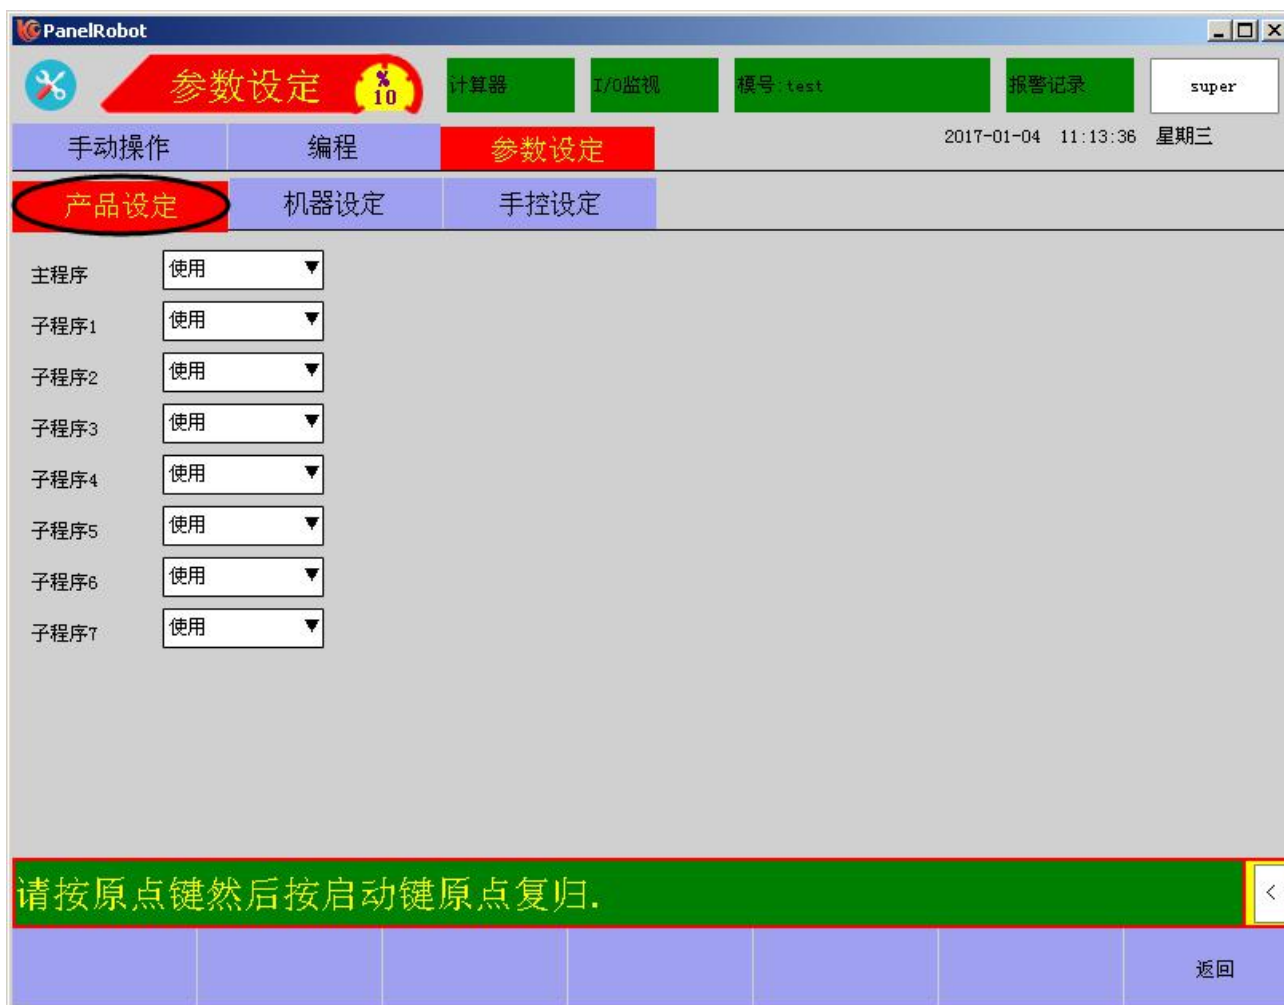 PanelRobot
参数设定 % 10 计算器 I/O监视 模号:test 报警记录 super
手动操作 编程 参数设定 2017-01-04 11:13:36 星期三
产品设定 机器设定 手控设定
主程序 使用
子程序1 使用
子程序2 使用
子程序3 使用
子程序4 使用
子程序5 使用
子程序6 使用
子程序7 使用
请按原点键然后按启动键原点复归. <
返回